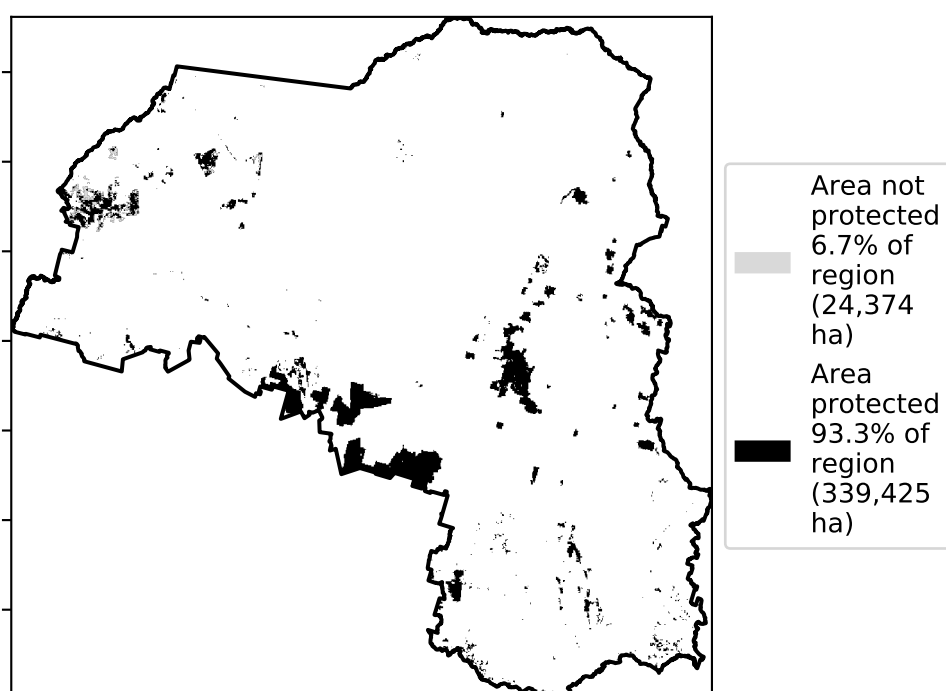 Area not
protected
6.7% of
region
(24,374
ha)
Area
protected
93.3% of
region
(339,425
ha)